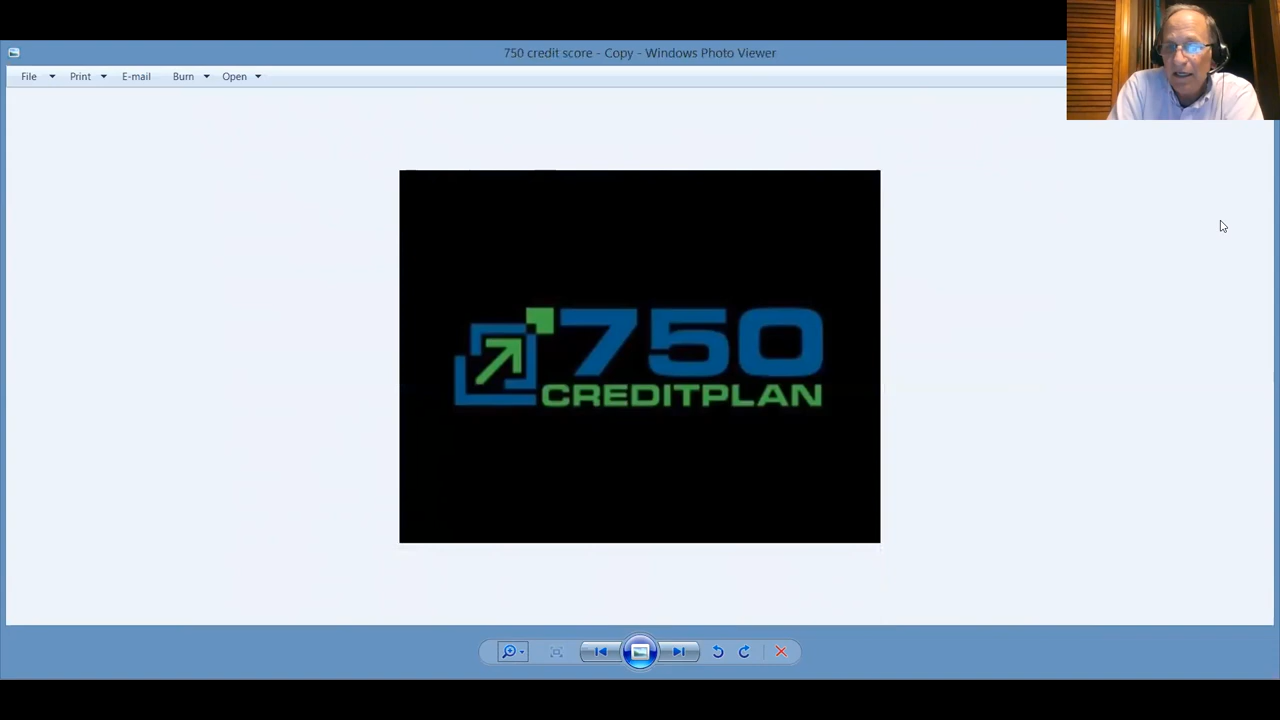 750 credit score - Copy - Windows Photo Viewer
File Print E-mail Burn Open
750
CREDITPLAN